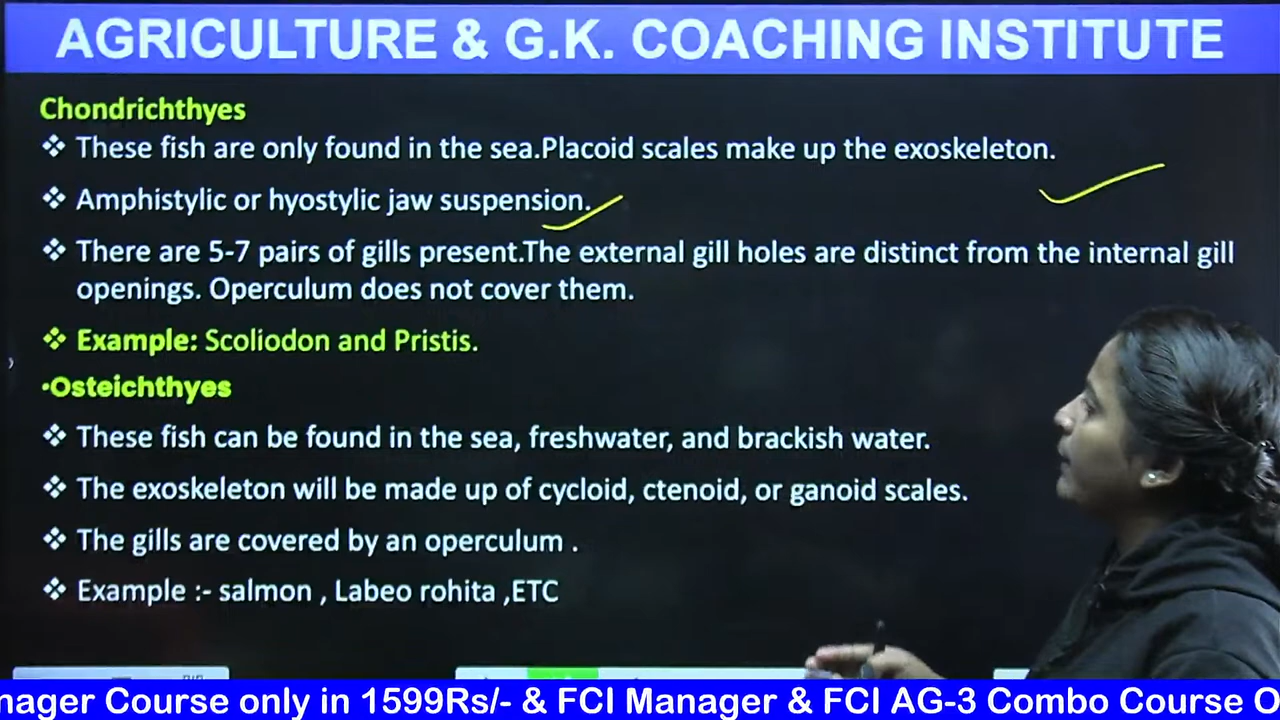 AGRICULTURE & G.K. COACHING INSTITUTE
Chondrichthyes
❖ These fish are only found in the sea.Placoid scales make up the exoskeleton.
❖ Amphistylic or hyostylic jaw suspension.
❖ There are 5-7 pairs of gills present.The external gill holes are distinct from the internal gill
openings. Operculum does not cover them.
❖ Example: Scoliodon and Pristis.
•Osteichthyes
❖ These fish can be found in the sea, freshwater, and brackish water.
❖ The exoskeleton will be made up of cycloid, ctenoid, or ganoid scales.
❖ The gills are covered by an operculum .
❖ Example :- salmon , Labeo rohita ,ETC
nager Course only in 1599Rs/- & FCI Manager & FCI AG-3 Combo Course O